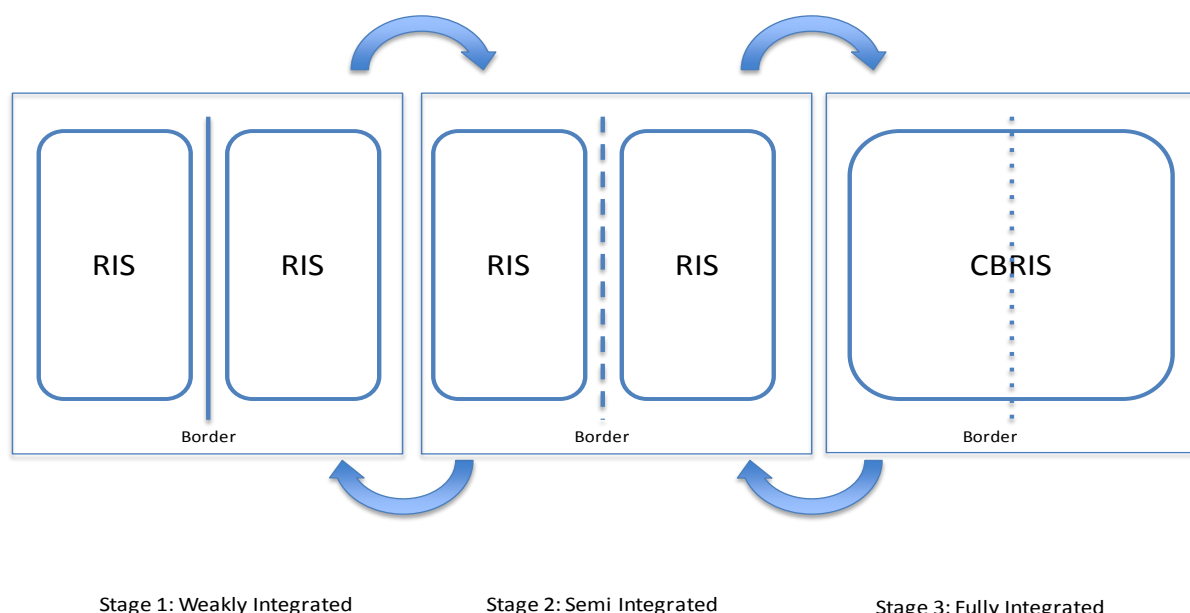 RIS
RIS
Border
RIS
RIS
Border
CBRIS
Border
Stage 1: Weakly Integrated
Stage 2: Semi Integrated
Stage 3: Fully Integrated